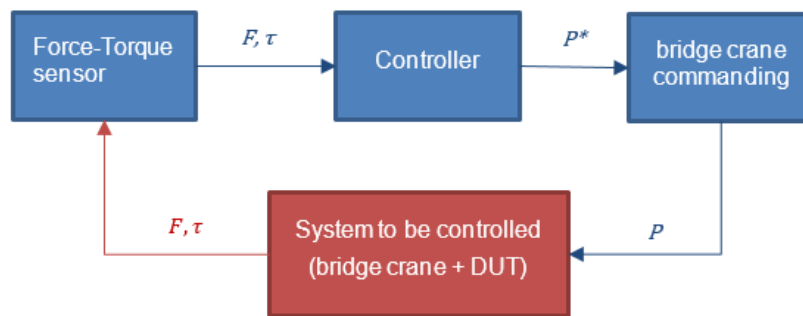 Force-Torque
sensor
F, τ
Controller
P*
bridge crane
commanding
F, τ
System to be controlled
(bridge crane + DUT)
P